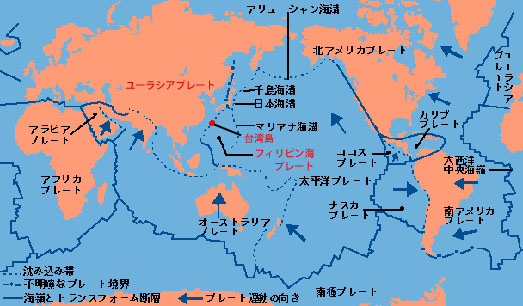 アリューシャン海溝
北アメリカプレート
ユーラシア
プレート
ユーラシアプレート
千島海溝
日本海溝
マリアナ海溝
台湾島
フィリピン海
プレート
カリブ
プレート
ココス
プレート
アラビア
プレート
アフリカ
プレート
太平洋プレート
大西洋
中央海嶺
ナスカ
プレート
南アメリカ
プレート
オーストラリア
プレート
南極プレート
沈み込み帯
不明瞭なプレート境界
海嶺とトランスフォーム断層
プレート運動の向き